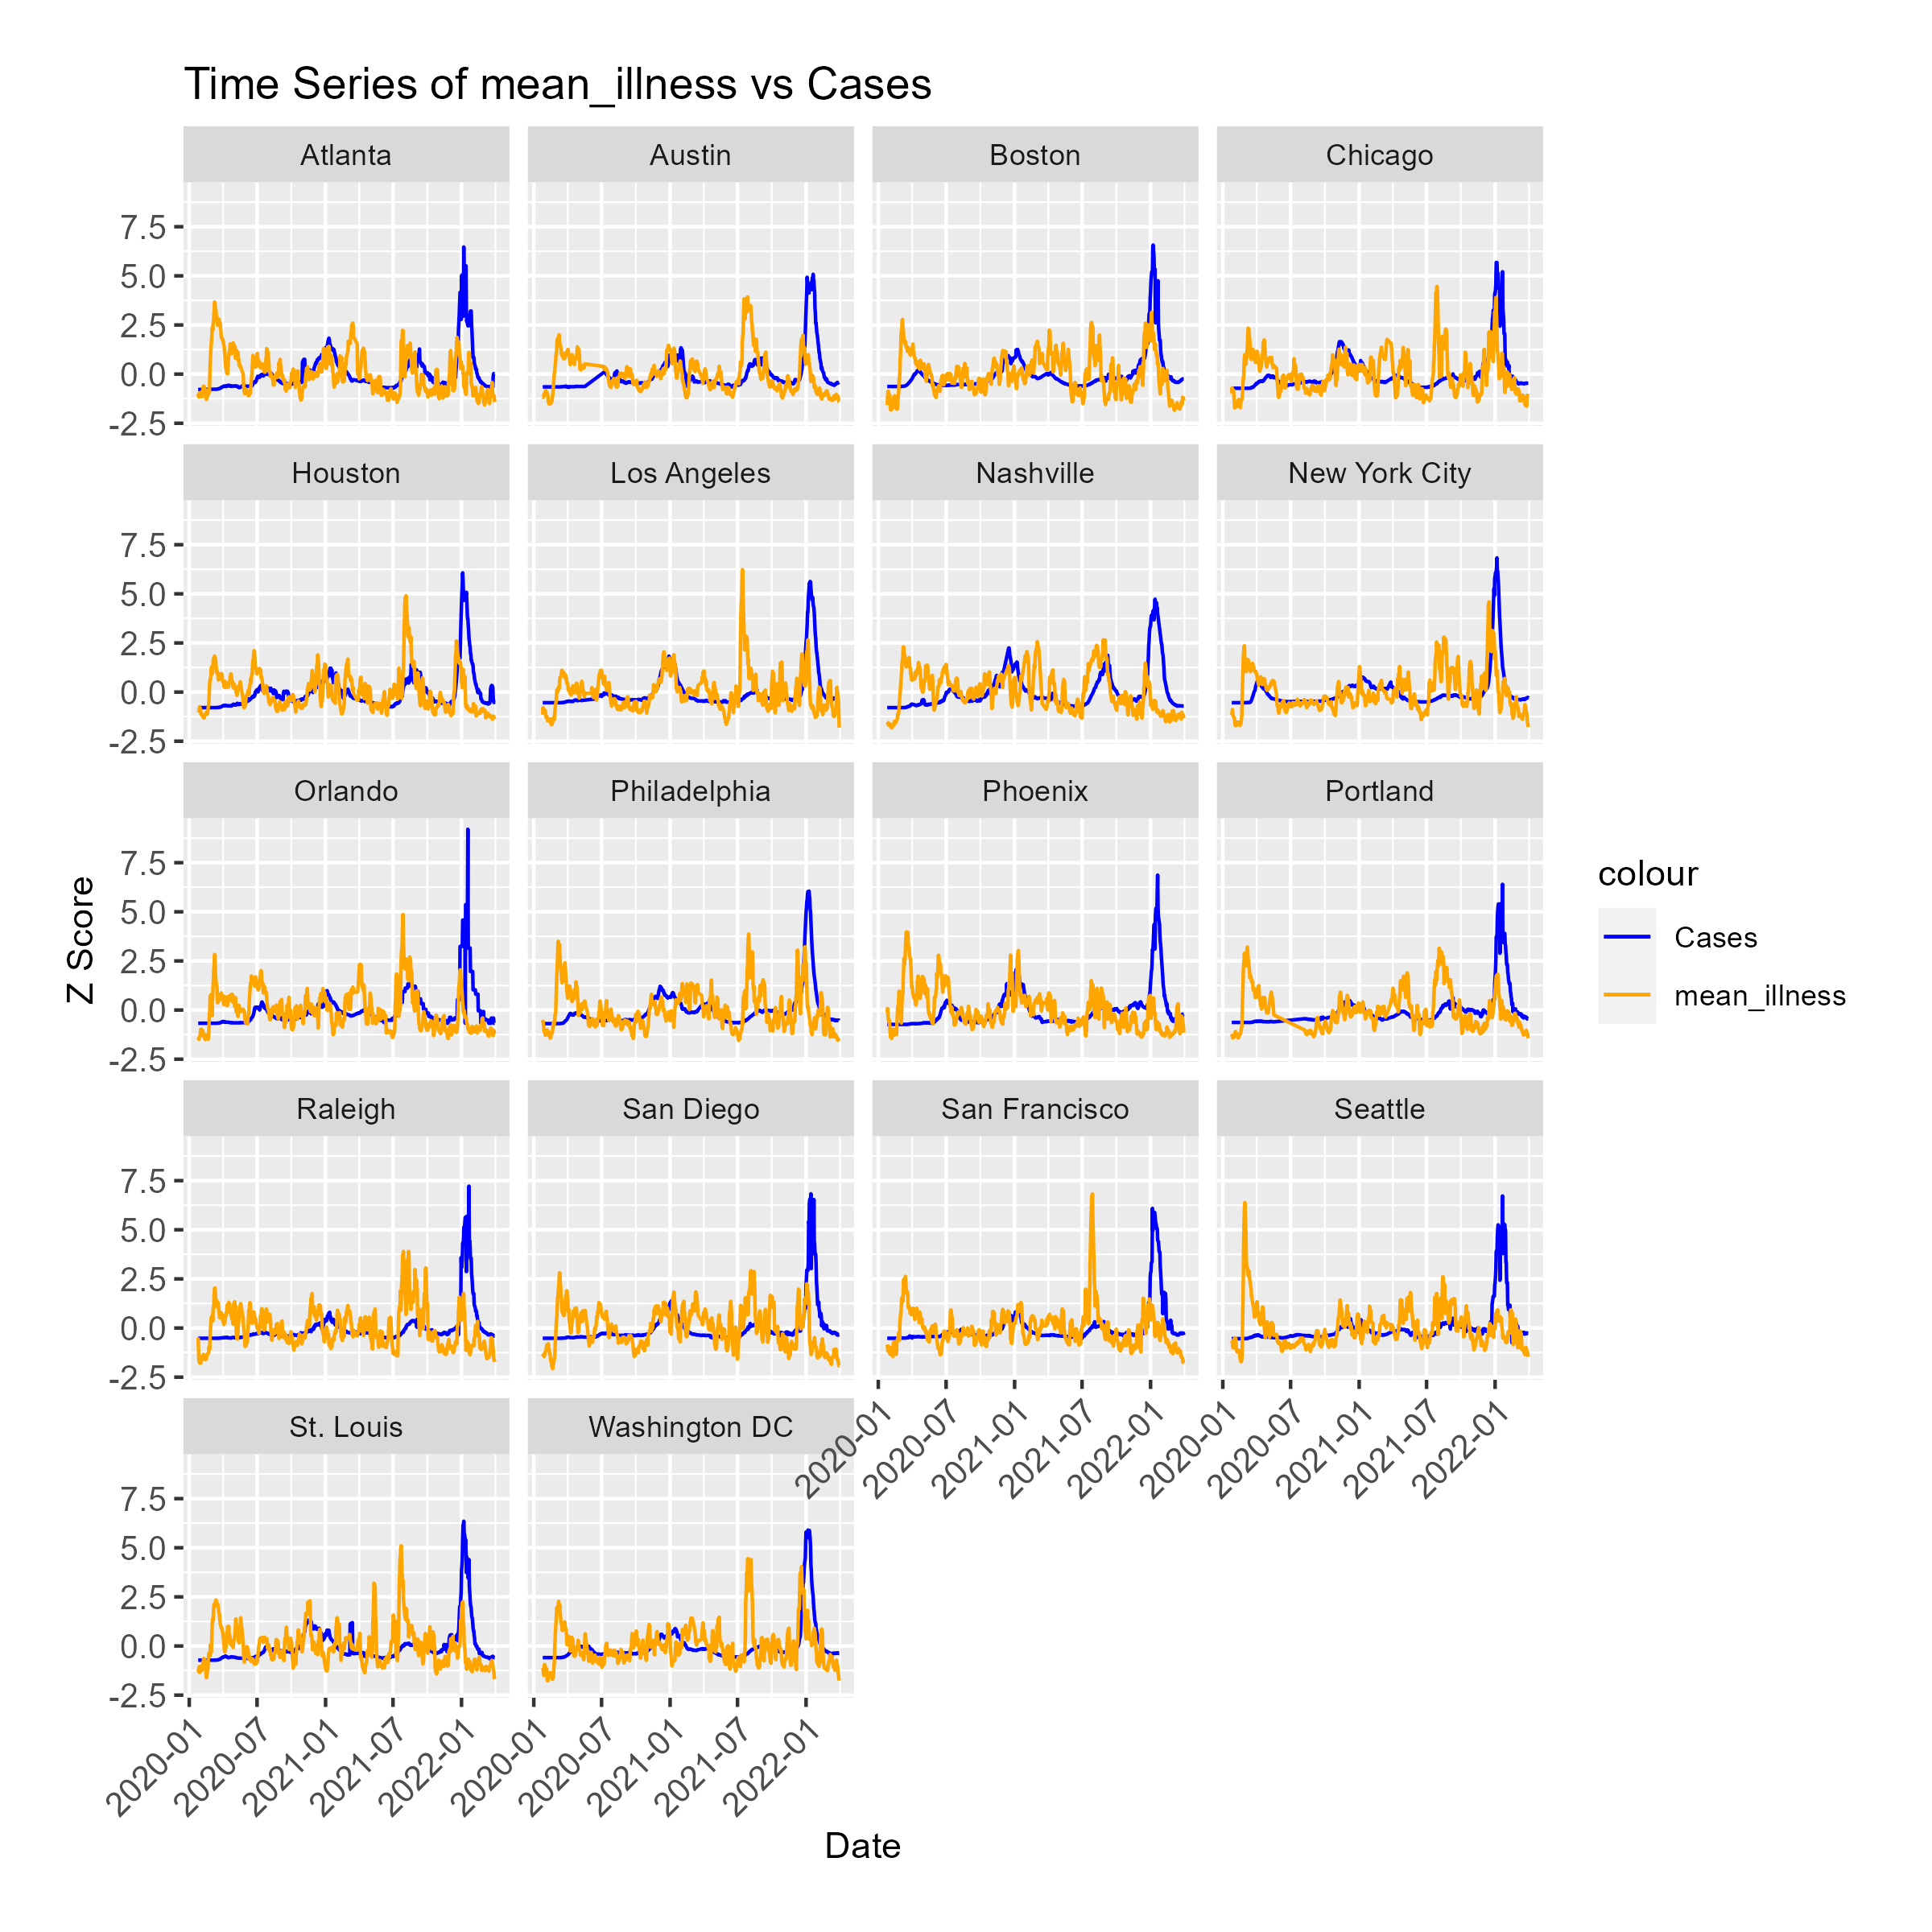 Time Series of mean_illness vs Cases
Atlanta Austin Boston Chicago
7.5
5.0
2.5
0.0
-2.5
Houston Los Angeles Nashville New York City
7.5
5.0
2.5
0.0
-2.5
Orlando Philadelphia Phoenix Portland
7.5
5.0
2.5
0.0
-2.5
Z Score
colour
Cases
mean_illness
Raleigh San Diego San Francisco Seattle
7.5
5.0
2.5
0.0
-2.5
2020-01 2020-07 2021-01 2021-07 2022-01 2020-01 2020-07 2021-01 2021-07 2022-01
St. Louis Washington DC
7.5
5.0
2.5
0.0
-2.5
2020-01 2020-07 2021-01 2021-07 2022-01 2020-01 2020-07 2021-01 2021-07 2022-01
Date